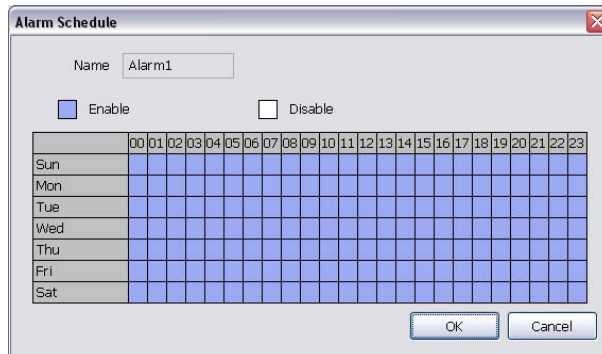 Alarm Schedule
Name Alarm1
Enable Disable
00 01 02 03 04 05 06 07 08 09 10 11 12 13 14 15 16 17 18 19 20 21 22 23
Sun
Mon
Tue
Wed
Thu
Fri
Sat
OK Cancel